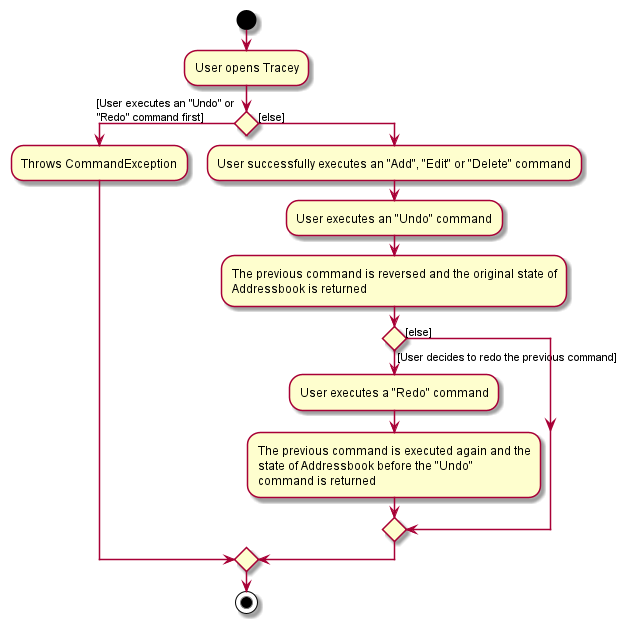 User opens Tracey
[User executes an "Undo" or
"Redo" command first]
[else]
Throws CommandException
User successfully executes an "Add", "Edit" or "Delete" command
User executes an "Undo" command
The previous command is reversed and the original state of
Addressbook is returned
[else]
[User decides to redo the previous command]
User executes a "Redo" command
The previous command is executed again and the
state of Addressbook before the "Undo"
command is returned